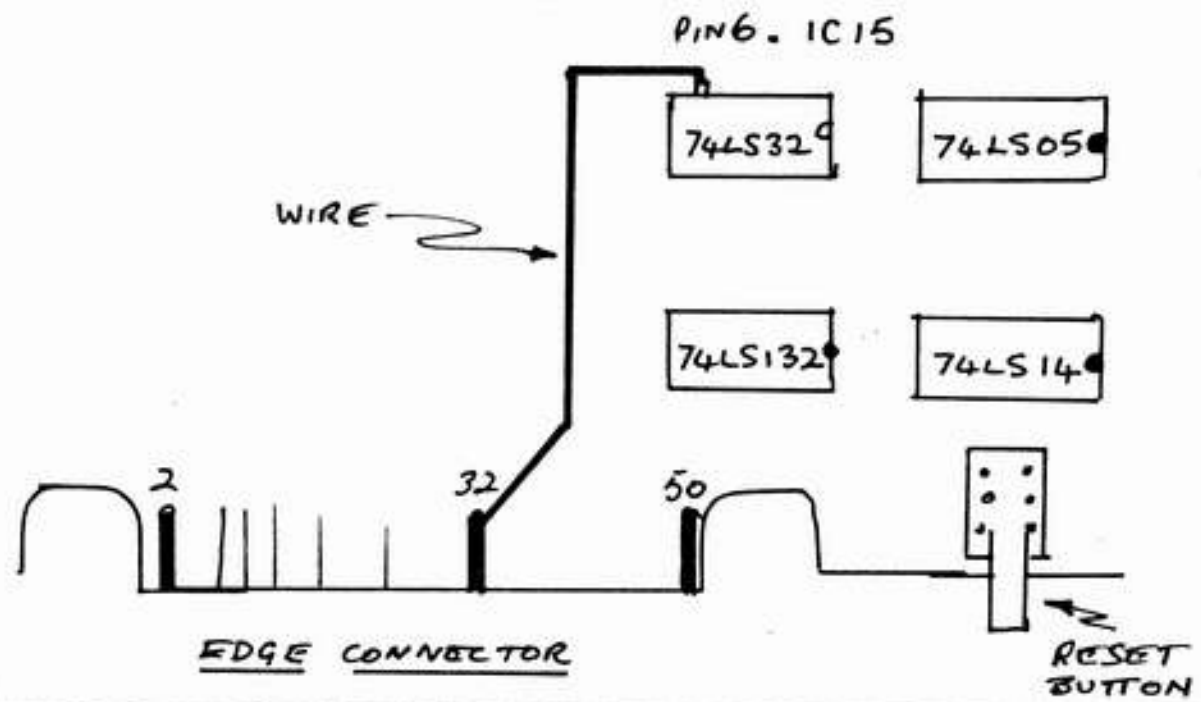 PIN6. IC15
74LS32
74LS05
WIRE
74LS132
74LS14
2
32
50
EDGE CONNECTOR
RESET
BUTTON